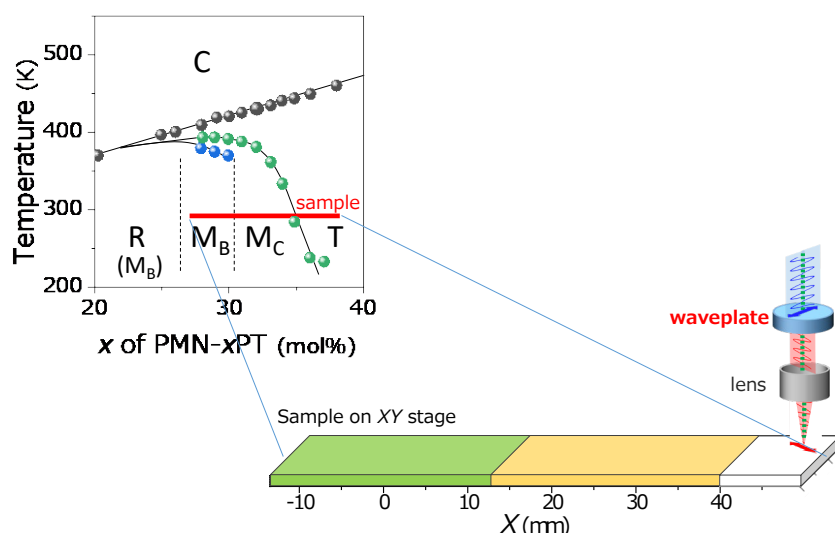 500
400
300
200
Temperature (K)
C
sample
R
(MB)
MB
MC
T
20
30
40
x of PMN-xPT (mol%)
waveplate
lens
Sample on XY stage
-10
0
10
20
30
40
X (mm)